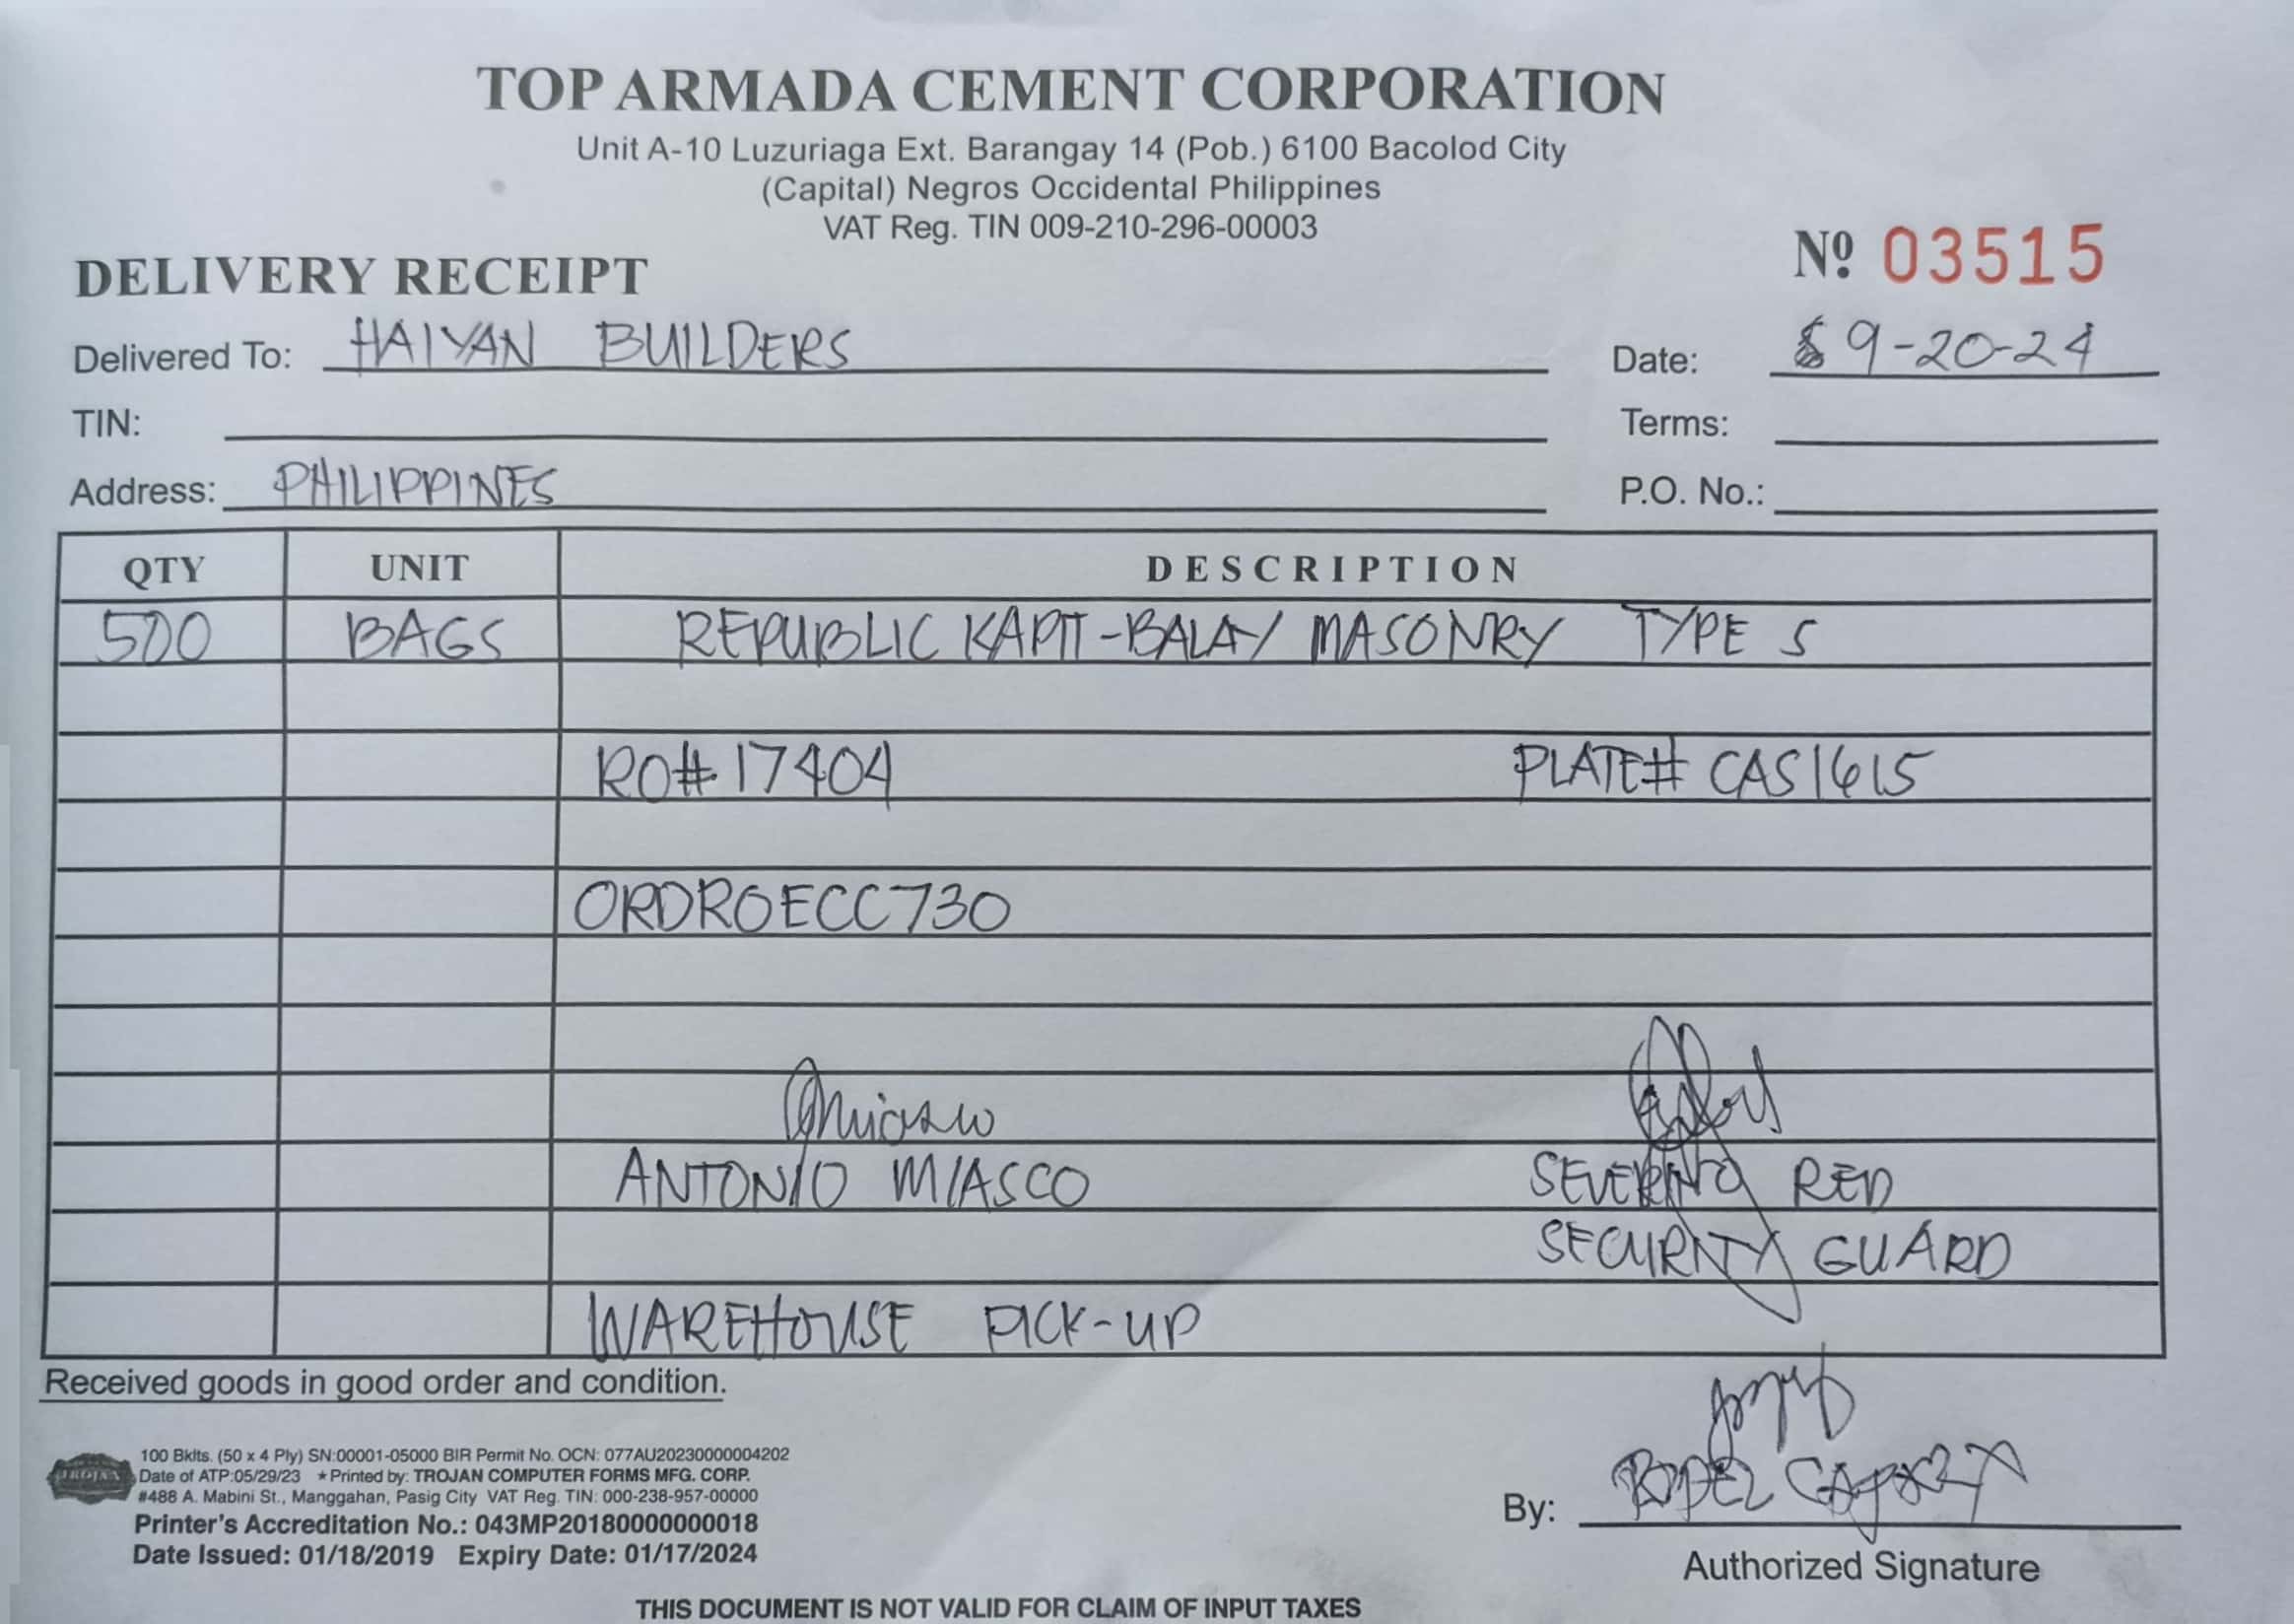 TOP ARMADA CEMENT CORPORATION
Unit A-10 Luzuriaga Ext. Barangay 14 (Pob.) 6100 Bacolod City
(Capital) Negros Occidental Philippines
VAT Reg. TIN 009-210-296-00003
Nº 03515
DELIVERY RECEIPT
Delivered To: HAIYAN BUILDERS Date: 9-20-24
TIN: Terms:
Address: PHILIPPINES P.O. No.:
QTY UNIT DESCRIPTION
500 BAGS REPUBLIC KAPIT-BALAY MASONRY TYPE S
RO# 17404 PLATE# CAS1615
ORDROECC730
ANTONIO MIASCO SEVERINO RED
SECURITY GUARD
WAREHOUSE PICK-UP
Received goods in good order and condition.
TROJAN
100 Bklts. (50 x 4 Ply) SN:00001-05000 BIR Permit No. OCN: 077AU20230000004202
Date of ATP:05/29/23 ★Printed by: TROJAN COMPUTER FORMS MFG. CORP.
#488 A. Mabini St., Manggahan, Pasig City VAT Reg. TIN: 000-238-957-00000
Printer's Accreditation No.: 043MP20180000000018
Date Issued: 01/18/2019 Expiry Date: 01/17/2024
By:
Authorized Signature
THIS DOCUMENT IS NOT VALID FOR CLAIM OF INPUT TAXES